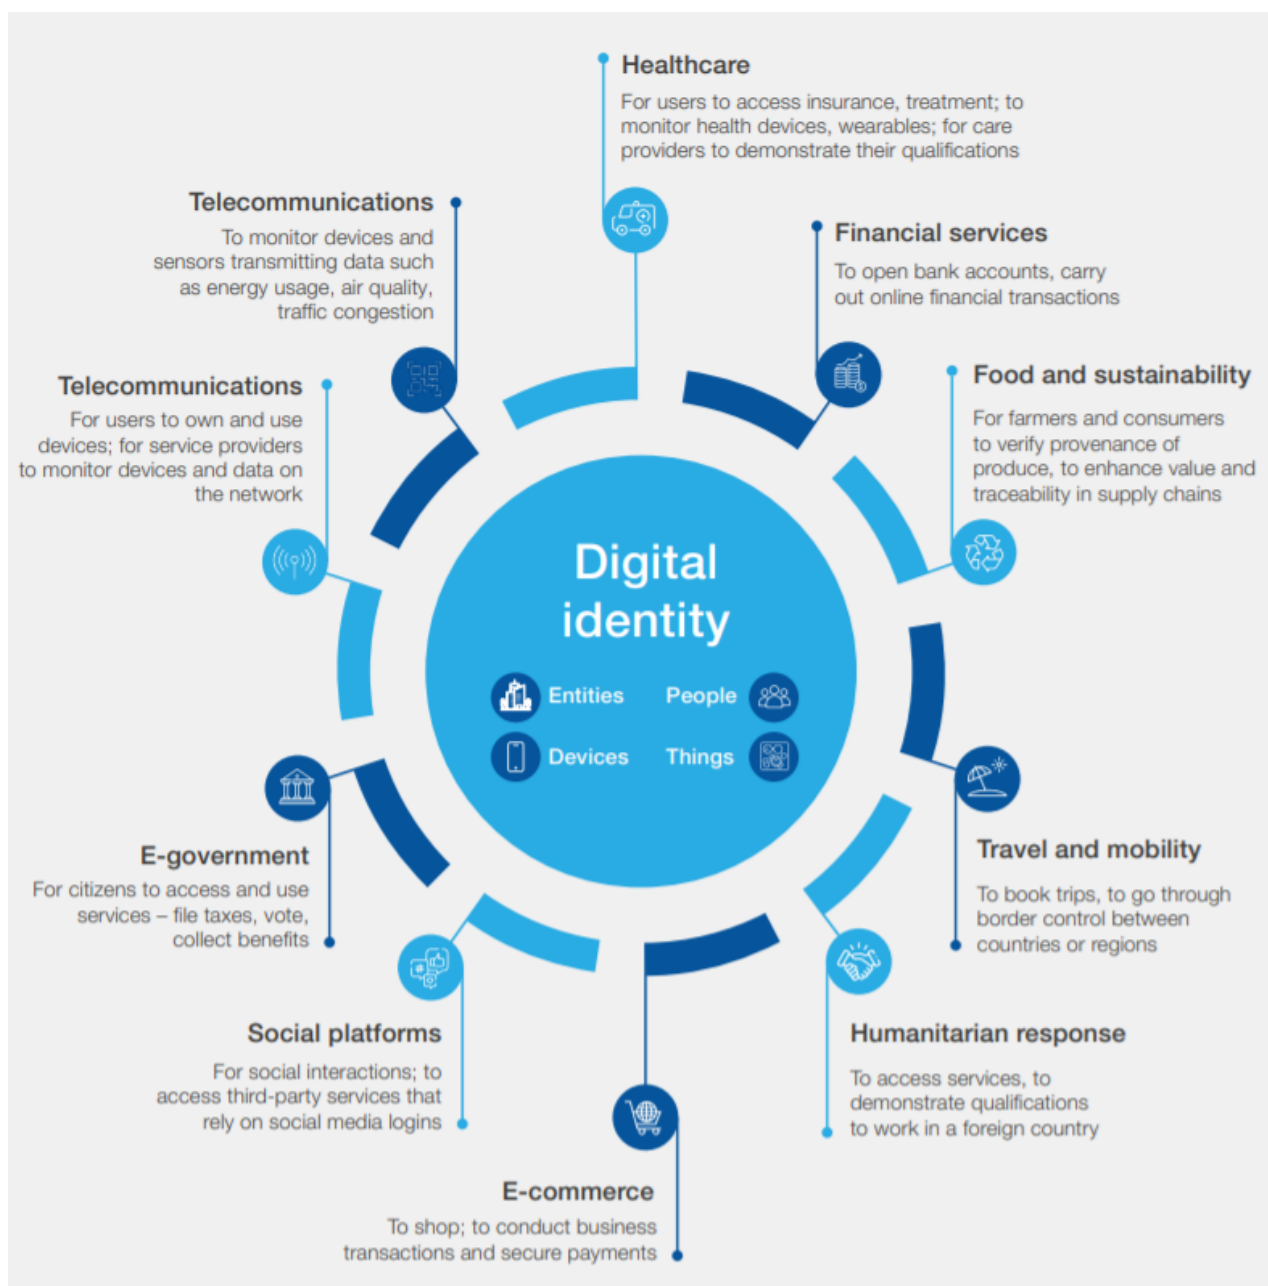 Healthcare
For users to access insurance, treatment; to
monitor health devices, wearables; for care
providers to demonstrate their qualifications
Financial services
To open bank accounts, carry
out online financial transactions
Food and sustainability
For farmers and consumers
to verify provenance of
produce, to enhance value and
traceability in supply chains
Travel and mobility
To book trips, to go through
border control between
countries or regions
Humanitarian response
To access services, to
demonstrate qualifications
to work in a foreign country
E-commerce
To shop; to conduct business
transactions and secure payments
Social platforms
For social interactions; to
access third-party services that
rely on social media logins
E-government
For citizens to access and use
services – file taxes, vote,
collect benefits
Telecommunications
For users to own and use
devices; for service providers
to monitor devices and data on
the network
Telecommunications
To monitor devices and
sensors transmitting data such
as energy usage, air quality,
traffic congestion
Digital
identity
Entities People
Devices Things